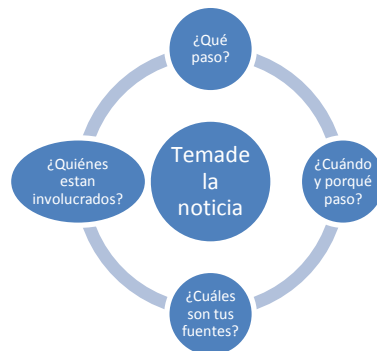 ¿Qué
paso?
¿Quiénes
estan
involucrados?
Temade
la
noticia
¿Cuándo
y porqué
paso?
¿Cuáles
son tus
fuentes?